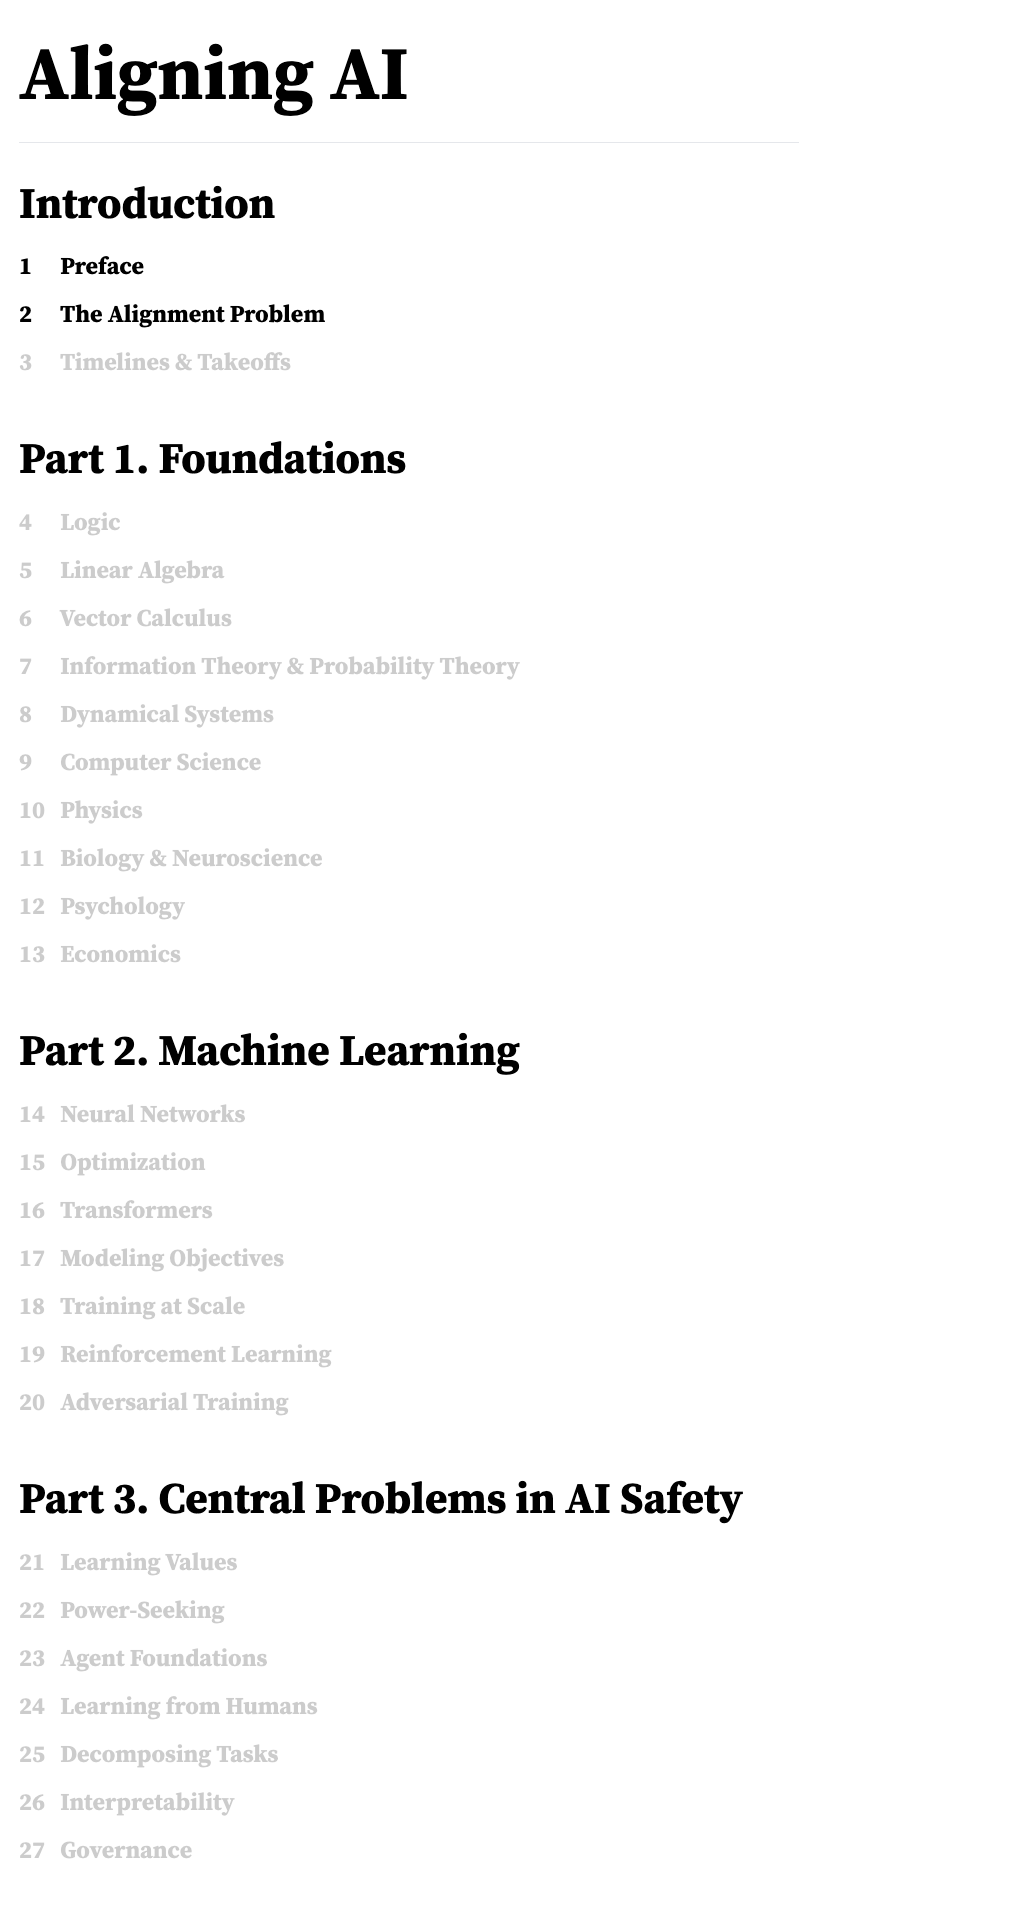 Aligning AI
Introduction
1 Preface
2 The Alignment Problem
3 Timelines & Takeoffs
Part 1. Foundations
4 Logic
5 Linear Algebra
6 Vector Calculus
7 Information Theory & Probability Theory
8 Dynamical Systems
9 Computer Science
10 Physics
11 Biology & Neuroscience
12 Psychology
13 Economics
Part 2. Machine Learning
14 Neural Networks
15 Optimization
16 Transformers
17 Modeling Objectives
18 Training at Scale
19 Reinforcement Learning
20 Adversarial Training
Part 3. Central Problems in AI Safety
21 Learning Values
22 Power-Seeking
23 Agent Foundations
24 Learning from Humans
25 Decomposing Tasks
26 Interpretability
27 Governance